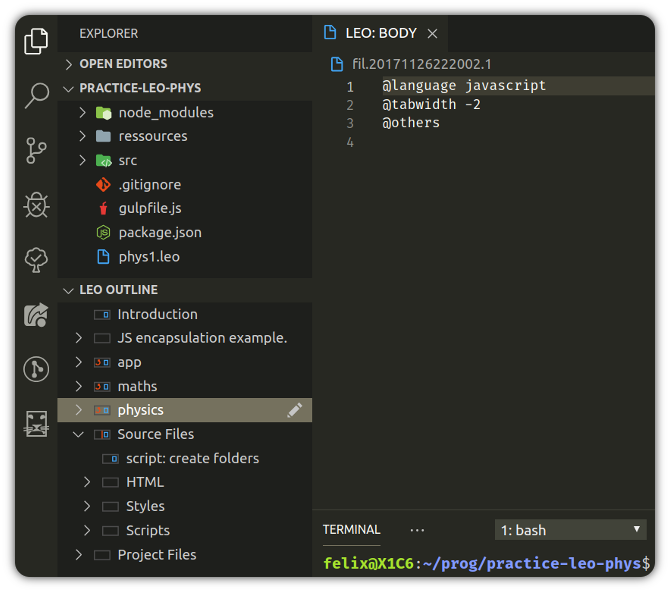 EXPLORER
OPEN EDITORS
PRACTICE-LEO-PHYS
node_modules
ressources
src
.gitignore
gulpfile.js
package.json
phys1.leo
LEO OUTLINE
Introduction
JS encapsulation example.
app
maths
physics
Source Files
script: create folders
HTML
Styles
Scripts
Project Files
LEO: BODY
fil.20171126222002.1
1 @language javascript
2 @tabwidth -2
3 @others
4
TERMINAL ··· 1: bash
felix@X1C6:~/prog/practice-leo-phys$